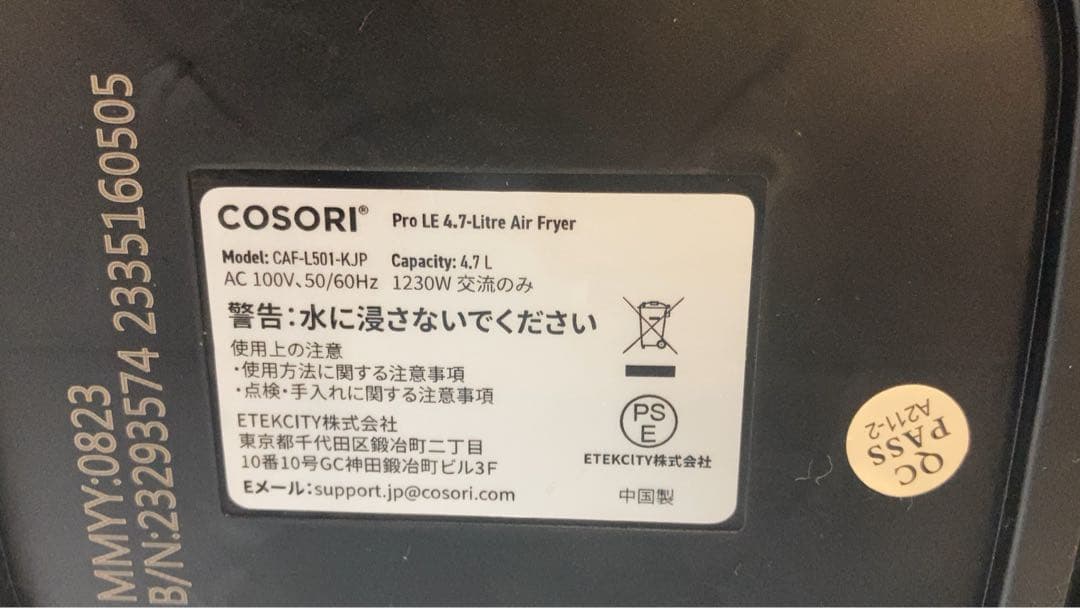 MMYY:0823
B/N:23293574 2335160505
COSORI® Pro LE 4.7-Litre Air Fryer
Model: CAF-L501-KJP Capacity: 4.7 L
AC 100V、50/60Hz 1230W 交流のみ
警告:水に浸さないでください
使用上の注意
・使用方法に関する注意事項
・点検・手入れに関する注意事項
ETEKCITY株式会社
東京都千代田区鍛冶町二丁目
10番10号GC神田鍛冶町ビル3F
Eメール:support.jp@cosori.com
PS
E
ETEKCITY株式会社
中国製
QC
PASS
A211-2